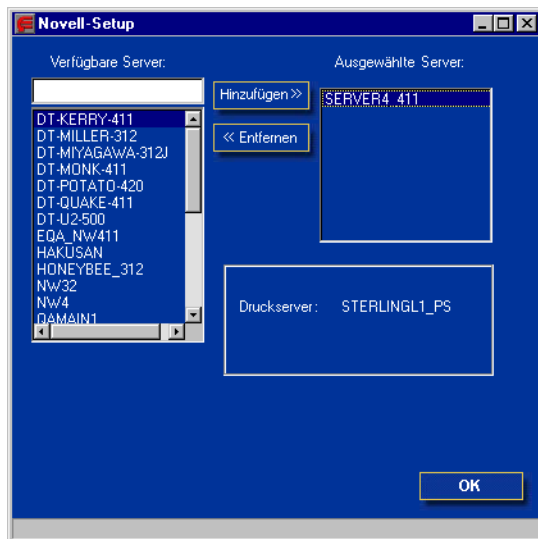 Novell-Setup
Verfügbare Server:
Ausgewählte Server:
Hinzufügen »
SERVER4_411
« Entfernen
DT-KERRY-411
DT-MILLER-312
DT-MIYAGAWA-312J
DT-MONK-411
DT-POTATO-420
DT-QUAKE-411
DT-U2-500
EQA_NW411
HAKUSAN
HONEYBEE_312
NW32
NW4
QAMAIN1
Druckserver: STERLINGL1_PS
OK